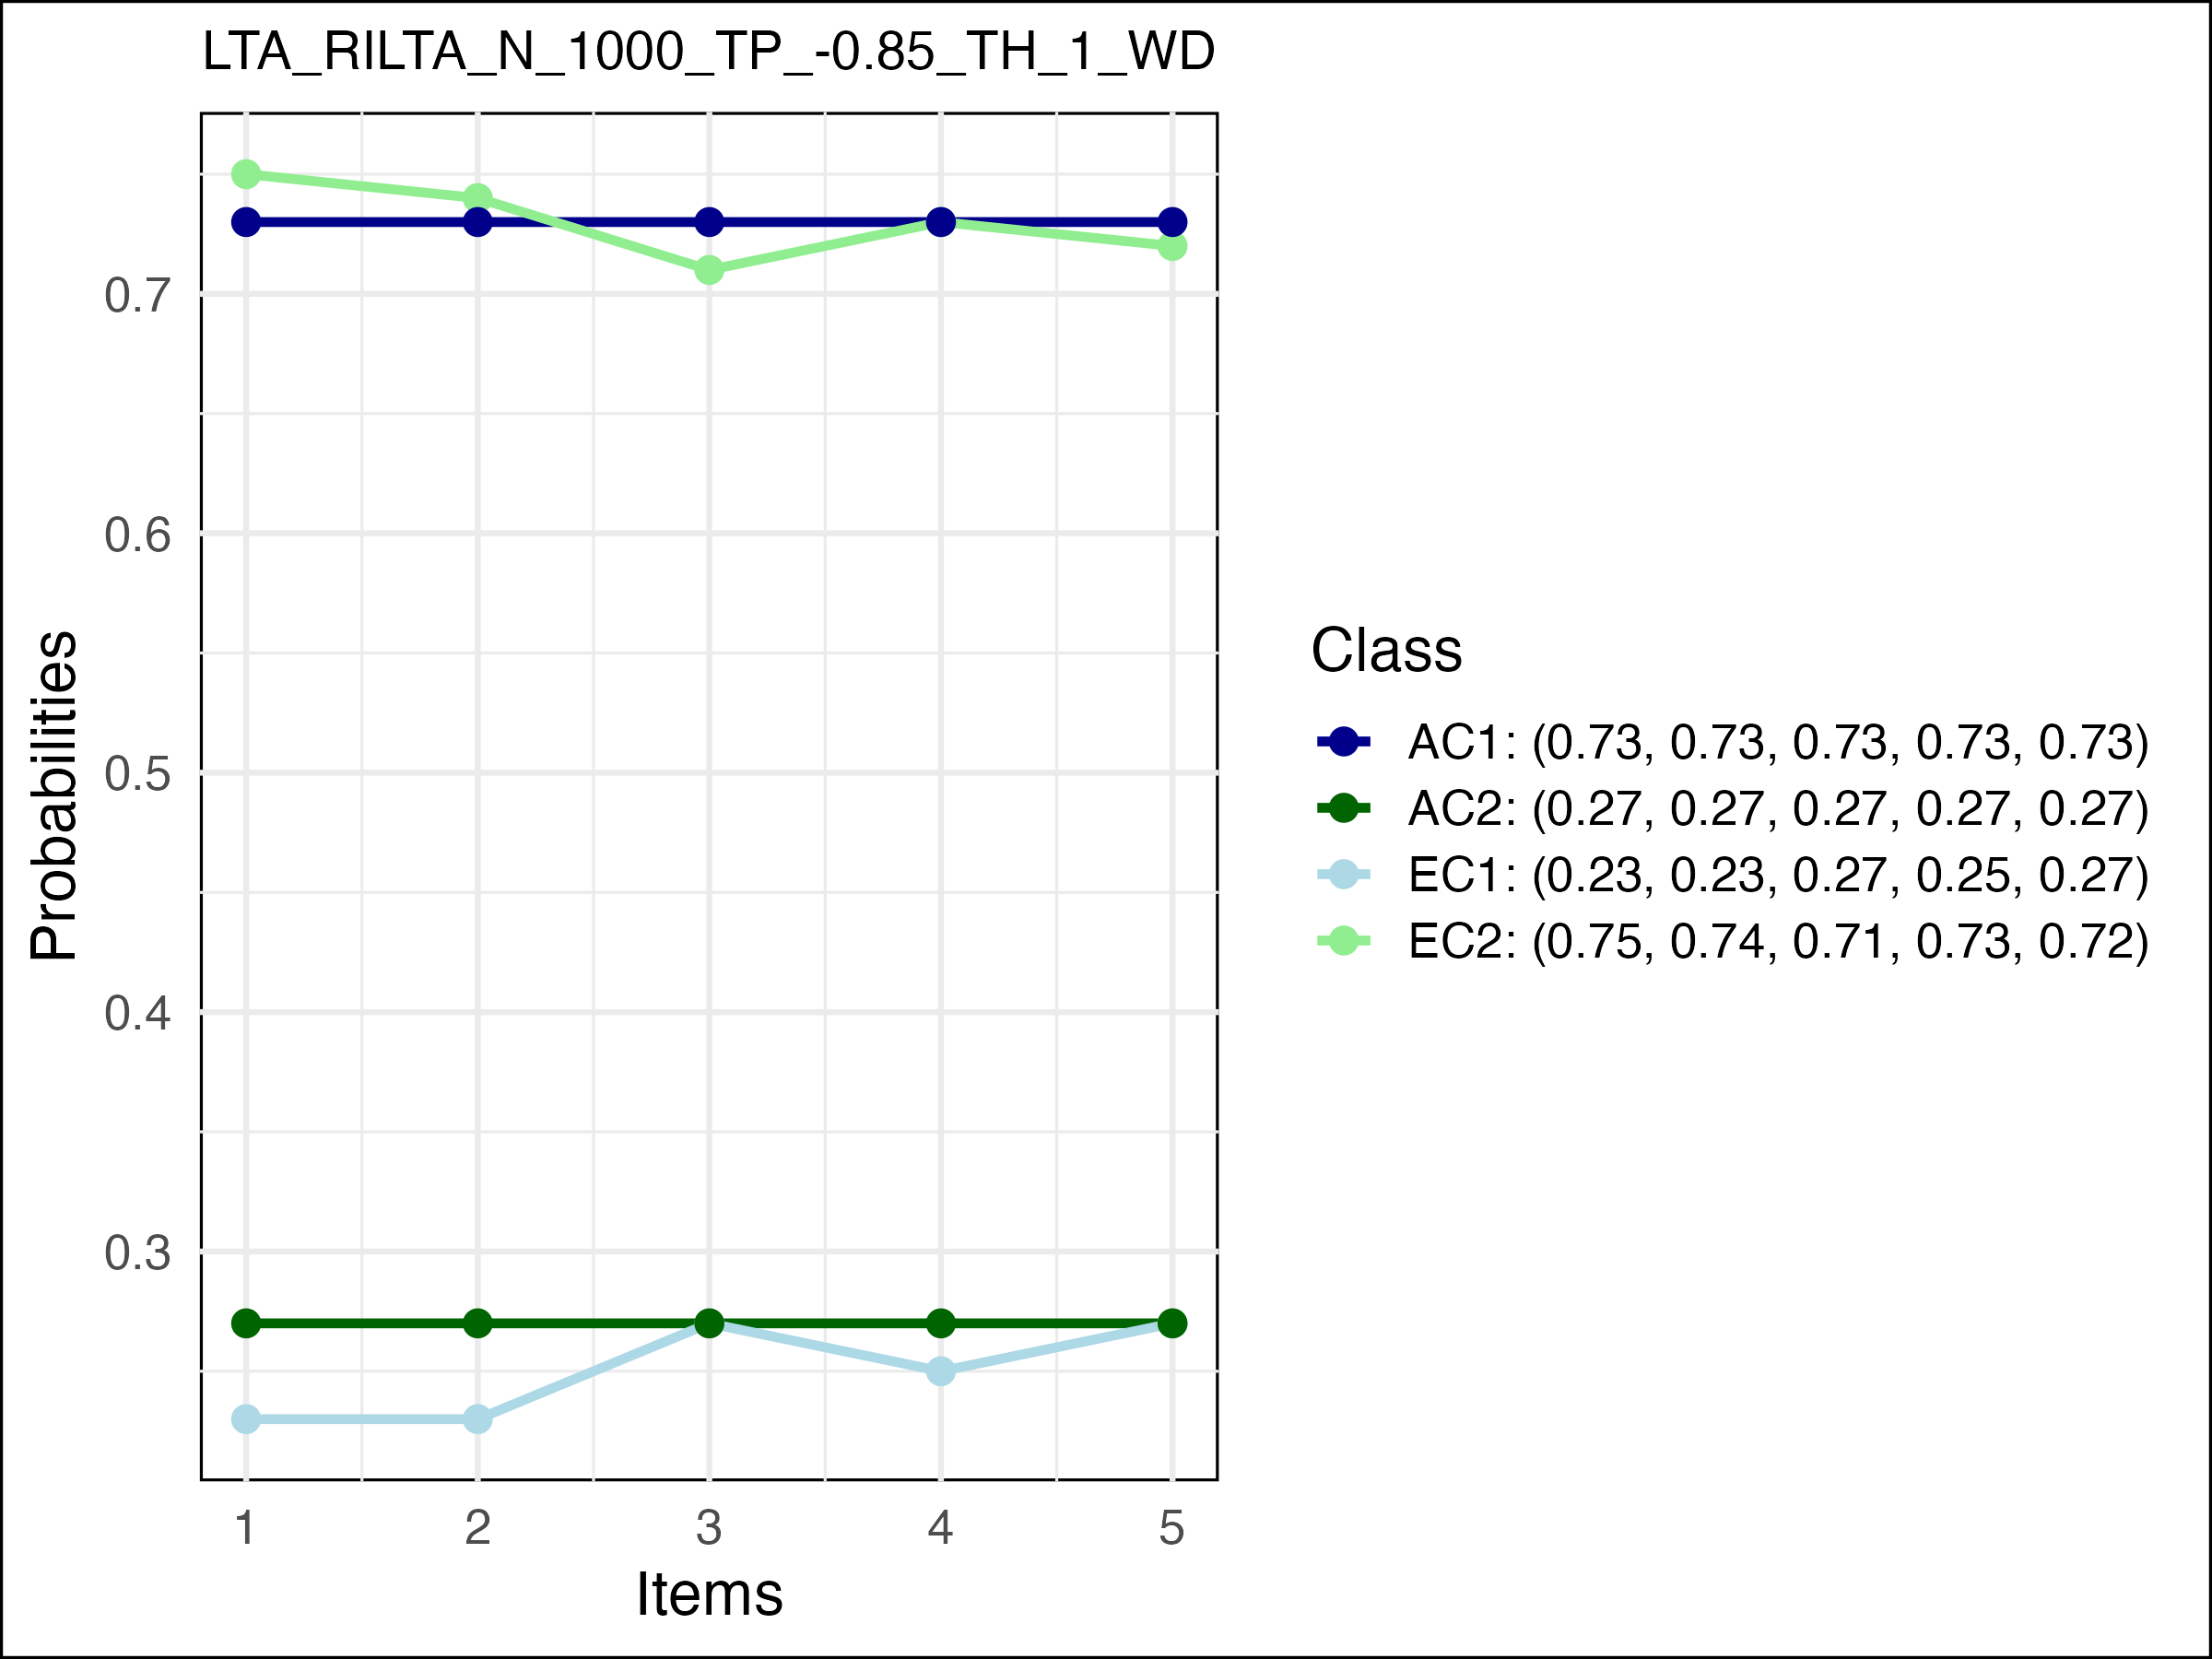 LTA_RILTA_N_1000_TP_-0.85_TH_1_WD
Probabilities
0.7
0.6
0.5
0.4
0.3
1 2 3 4 5
Items
Class
AC1: (0.73, 0.73, 0.73, 0.73, 0.73)
AC2: (0.27, 0.27, 0.27, 0.27, 0.27)
EC1: (0.23, 0.23, 0.27, 0.25, 0.27)
EC2: (0.75, 0.74, 0.71, 0.73, 0.72)